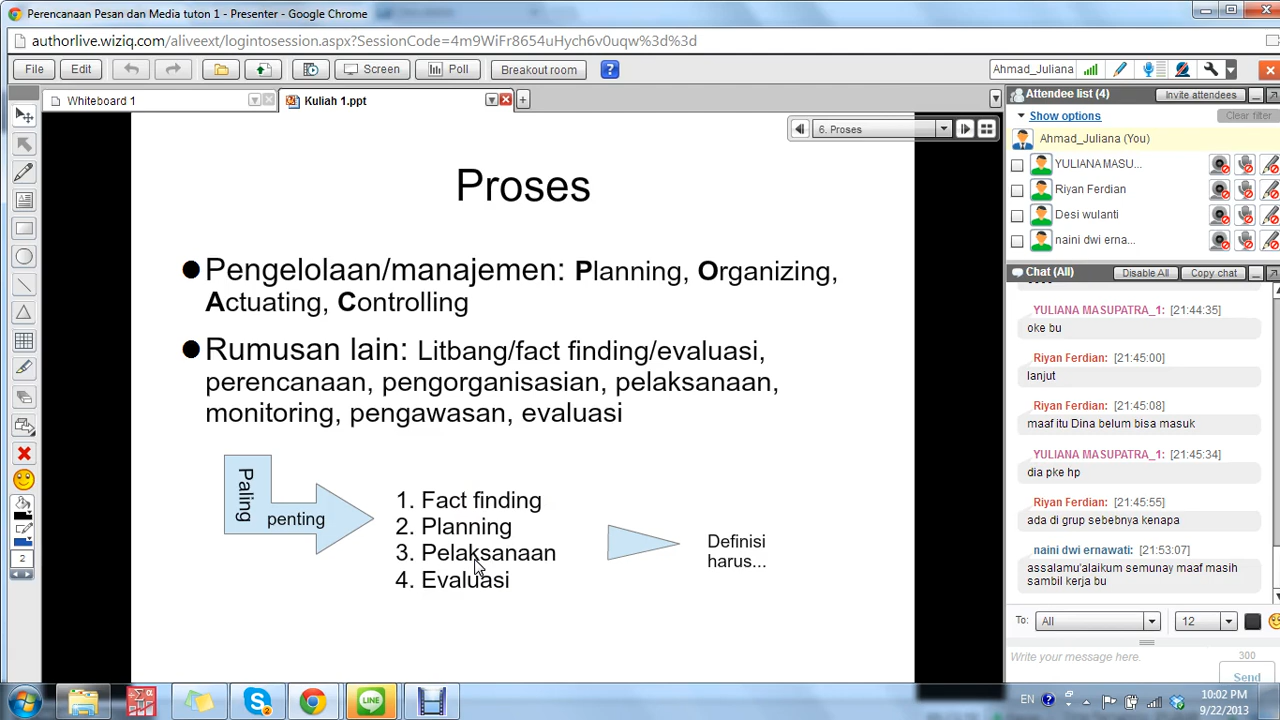 Perencanaan Pesan dan Media tuton 1 - Presenter - Google Chrome
authorlive.wiziq.com/aliveext/logintosession.aspx?SessionCode=4m9WiFr8654uHych6v0uqw%3d%3d
File Edit Screen Poll Breakout room ? Ahmad_Juliana
Whiteboard 1 Kuliah 1.ppt
6. Proses
Proses
Pengelolaan/manajemen: Planning, Organizing,
Actuating, Controlling
Rumusan lain: Litbang/fact finding/evaluasi,
perencanaan, pengorganisasian, pelaksanaan,
monitoring, pengawasan, evaluasi
Paling
penting
1. Fact finding
2. Planning
3. Pelaksanaan
4. Evaluasi
Definisi
harus...
2
Attendee list (4) Invite attendees
Show options Clear filter
Ahmad_Juliana (You)
YULIANA MASU...
Riyan Ferdian
Desi wulanti
naini dwi erna...
Chat (All) Disable All Copy chat
YULIANA MASUPATRA_1: [21:44:35]
oke bu
Riyan Ferdian: [21:45:00]
lanjut
Riyan Ferdian: [21:45:08]
maaf itu Dina belum bisa masuk
YULIANA MASUPATRA_1: [21:45:34]
dia pke hp
Riyan Ferdian: [21:45:55]
ada di grup sebebnya kenapa
naini dwi ernawati: [21:53:07]
assalamu'alaikum semunay maaf masih
sambil kerja bu
To: All 12
Write your message here. 300
Send
LINE
EN 10:02 PM
9/22/2013